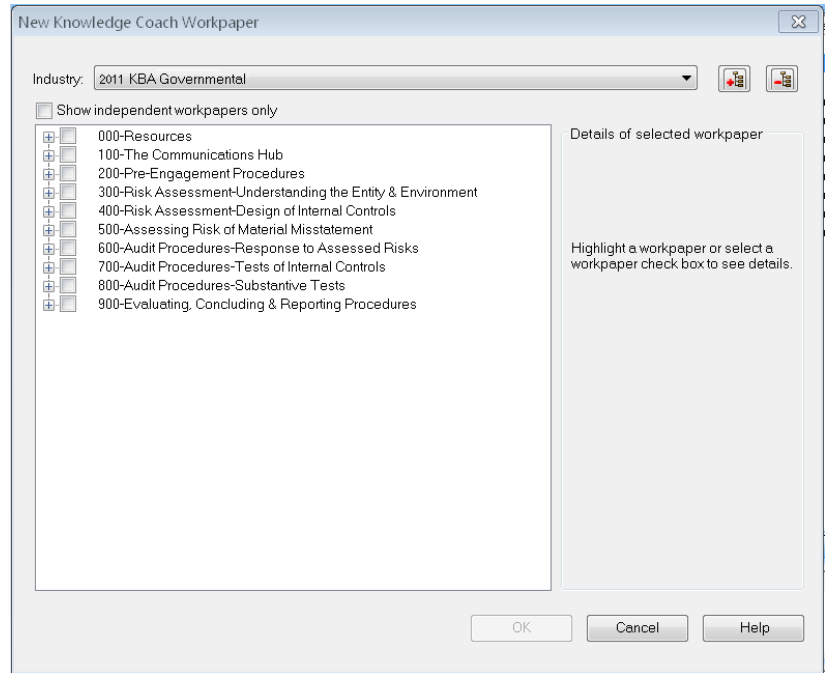 New Knowledge Coach Workpaper
Industry: 2011 KBA Governmental
Show independent workpapers only
000-Resources
100-The Communications Hub
200-Pre-Engagement Procedures
300-Risk Assessment-Understanding the Entity & Environment
400-Risk Assessment-Design of Internal Controls
500-Assessing Risk of Material Misstatement
600-Audit Procedures-Response to Assessed Risks
700-Audit Procedures-Tests of Internal Controls
800-Audit Procedures-Substantive Tests
900-Evaluating, Concluding & Reporting Procedures
Details of selected workpaper
Highlight a workpaper or select a
workpaper check box to see details.
OK Cancel Help